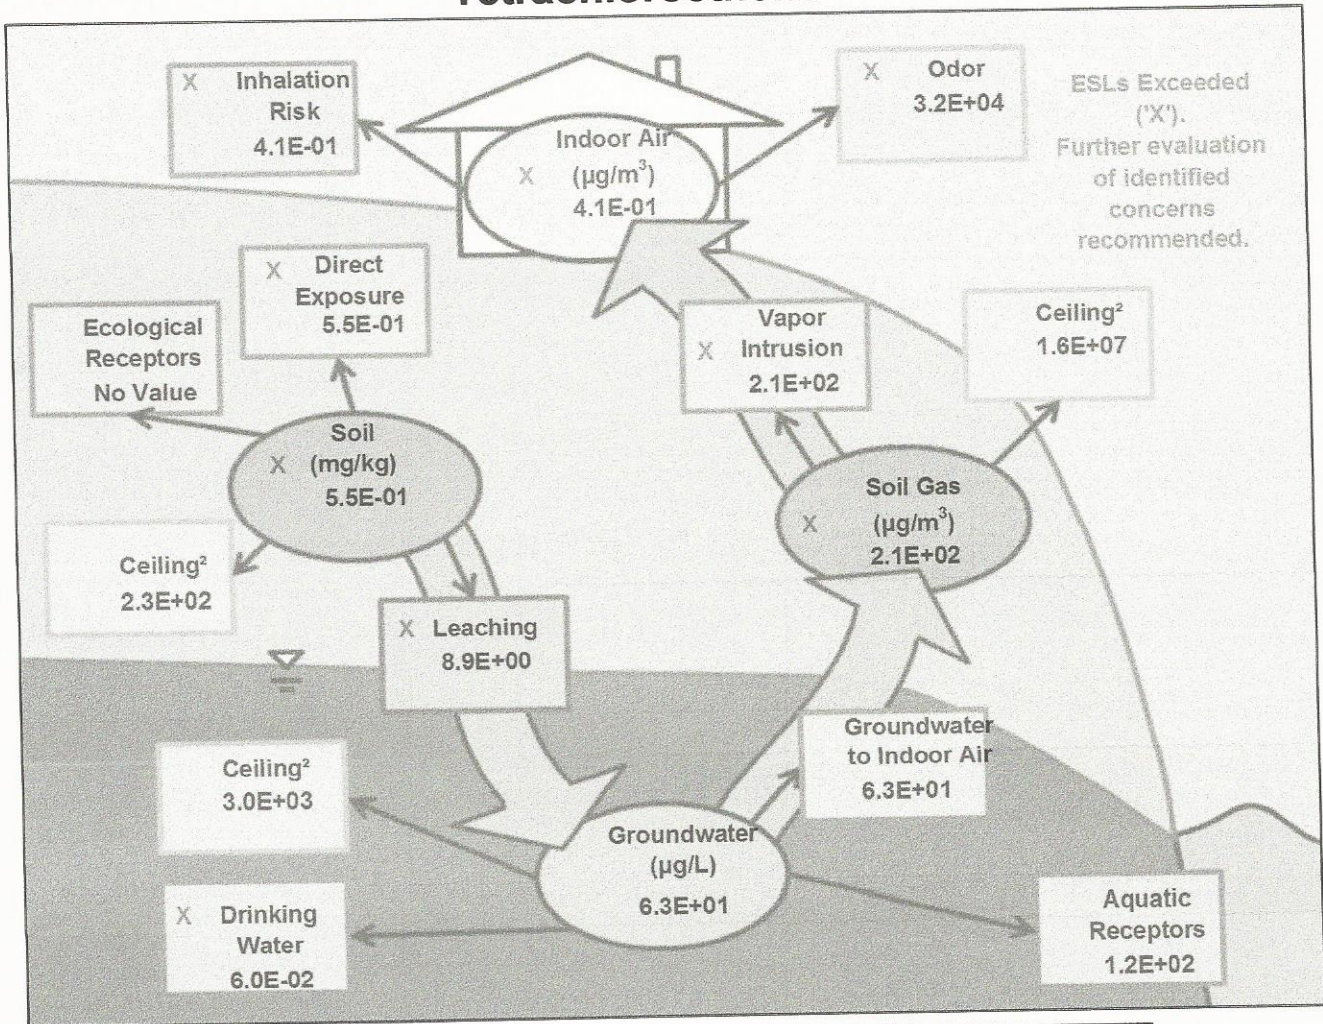 X Inhalation
Risk
4.1E-01
X Odor
3.2E+04
ESLs Exceeded
('X').
Further evaluation
of identified
concerns
recommended.
Indoor Air
X (µg/m³)
4.1E-01
X Direct
Exposure
5.5E-01
Ecological
Receptors
No Value
Vapor
X Intrusion
2.1E+02
Ceiling²
1.6E+07
Soil
X (mg/kg)
5.5E-01
Soil Gas
X (µg/m³)
2.1E+02
Ceiling²
2.3E+02
X Leaching
8.9E+00
Groundwater
to Indoor Air
6.3E+01
Ceiling²
3.0E+03
Groundwater
(µg/L)
6.3E+01
X Drinking
Water
6.0E-02
Aquatic
Receptors
1.2E+02